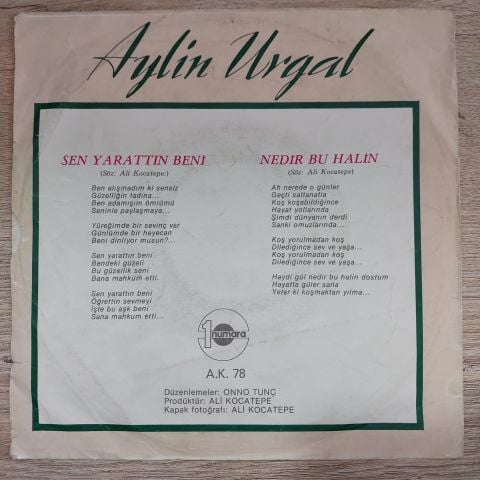 Aylin Urgal
SEN YARATTIN BENİ
(Söz: Ali Kocatepe:)
Ben alışmadım ki sensiz
Güzelliğin tadına...
Ben adamışım ömrümü
Seninle paylaşmaya...
Yüreğimde bir sevinç var
Günlümde bir heyecan
Beni dinliyor musun?...
Sen yarattın beni
Bendeki güzeli
Bu güzellik seni
Bana mahkûm etti...
Sen yarattın beni
Öğrettin sevmeyi
İşte bu aşk beni
Sana mahkum etti...
NEDİR BU HALİN
(Söz: Ali Kocatepe)
Ah nerede o günler
Geçti saltanatla
Koş koşabildiğince
Hayat yollarında
Şimdi dünyanın derdi
Sanki omuzlarında...
Koş yorulmadan koş
Dilediğince sev ve yaşa...
Koş yorulmadan koş
Dilediğince sev ve yaşa...
Haydi gül nedir bu halin dostum
Hayatta güler sana
Yeter ki koşmaktan yılma...
1 numara
A.K. 78
Düzenlemeler: ONNO TUNÇ
Prodüktür: ALİ KOCATEPE
Kapak fotoğrafı: ALİ KOCATEPE